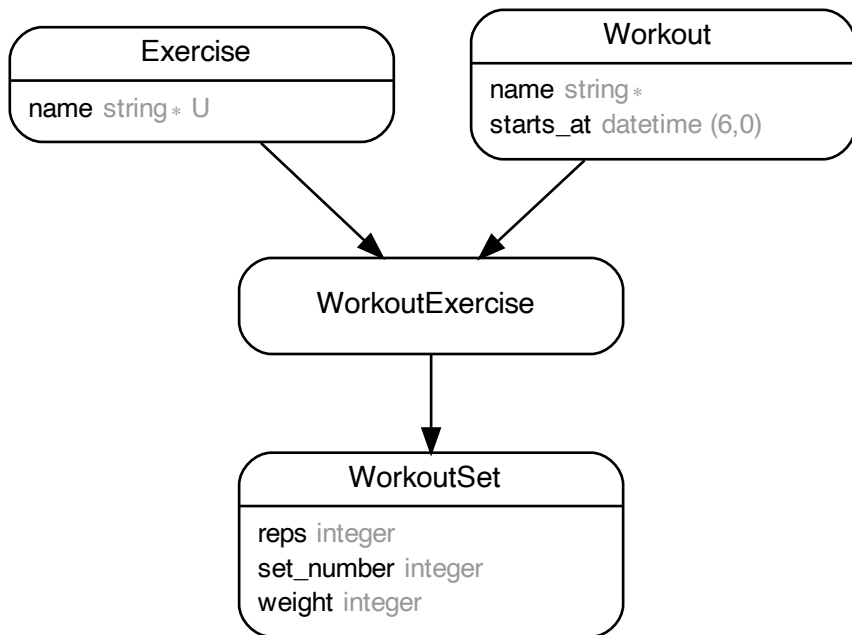 Exercise
name string* U
Workout
name string*
starts_at datetime (6,0)
WorkoutExercise
WorkoutSet
reps integer
set_number integer
weight integer